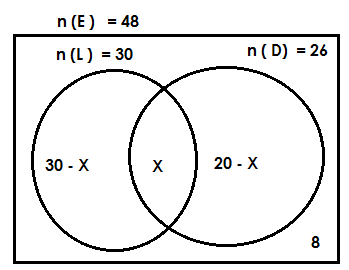 n (E ) = 48
n (L ) = 30
n ( D) = 26
30 - X
X
20 - X
8